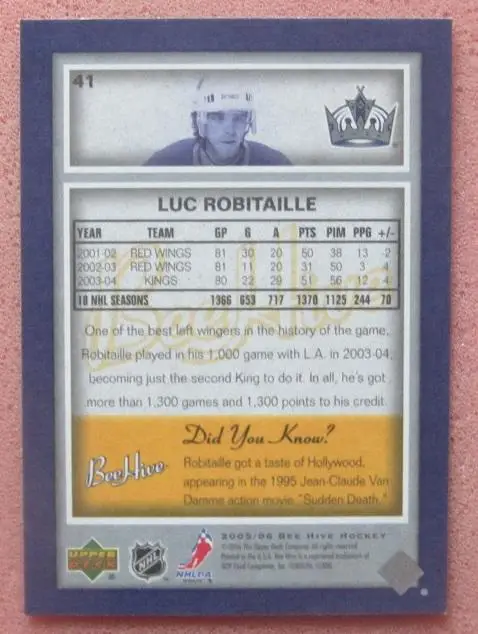 41
LUC ROBITAILLE
YEAR TEAM GP G A PTS PIM PPG +/-
2001-02 RED WINGS 81 30 20 50 38 13 -2
2002-03 RED WINGS 81 11 20 31 50 3 4
2003-04 KINGS 80 22 29 51 56 12 4
18 NHL SEASONS 1366 653 717 1370 1125 244 70
One of the best left wingers in the history of the game,
Robitaille played in his 1,000 game with L.A. in 2003-04,
becoming just the second King to do it. In all, he's got
more than 1,300 games and 1,300 points to his credit.
Did You Know?
BeeHive
Robitaille got a taste of Hollywood,
appearing in the 1995 Jean-Claude Van
Damme action movie "Sudden Death."
2005/06 BEE HIVE HOCKEY
UPPER DECK
NHL
NHLPA